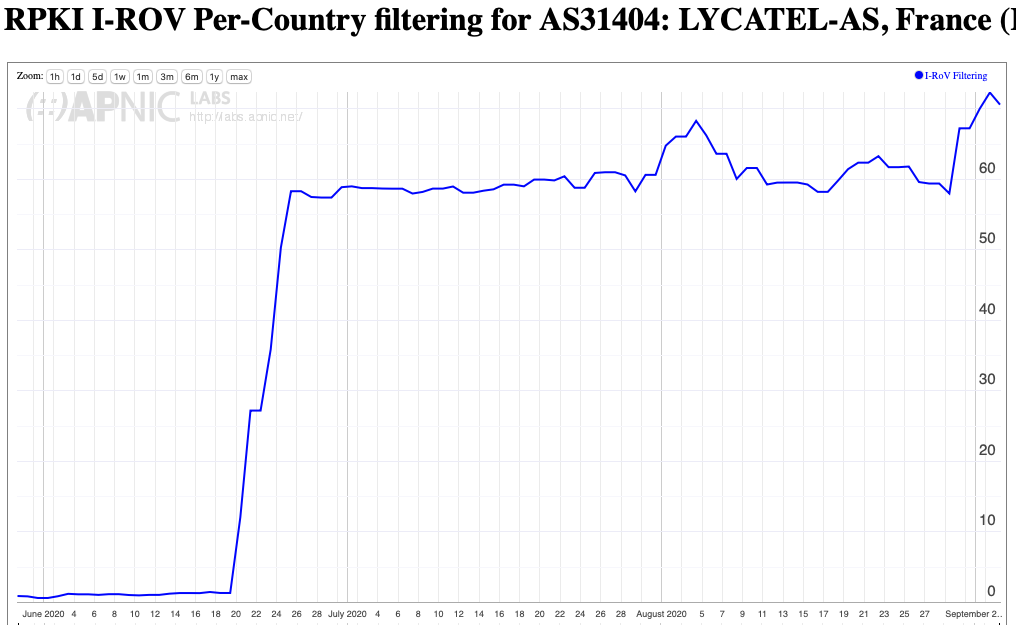 RPKI I-ROV Per-Country filtering for AS31404: LYCATEL-AS, France (
Zoom: 1h 1d 5d 1w 1m 3m 6m 1y max
I-RoV Filtering
(::)APNIC LABS
http://labs.apnic.net/
60
50
40
30
20
10
0
June 2020 4 6 8 10 12 14 16 18 20 22 24 26 28 July 2020 4 6 8 10 12 14 16 18 20 22 24 26 28 August 2020 5 7 9 11 13 15 17 19 21 23 25 27 September 2...